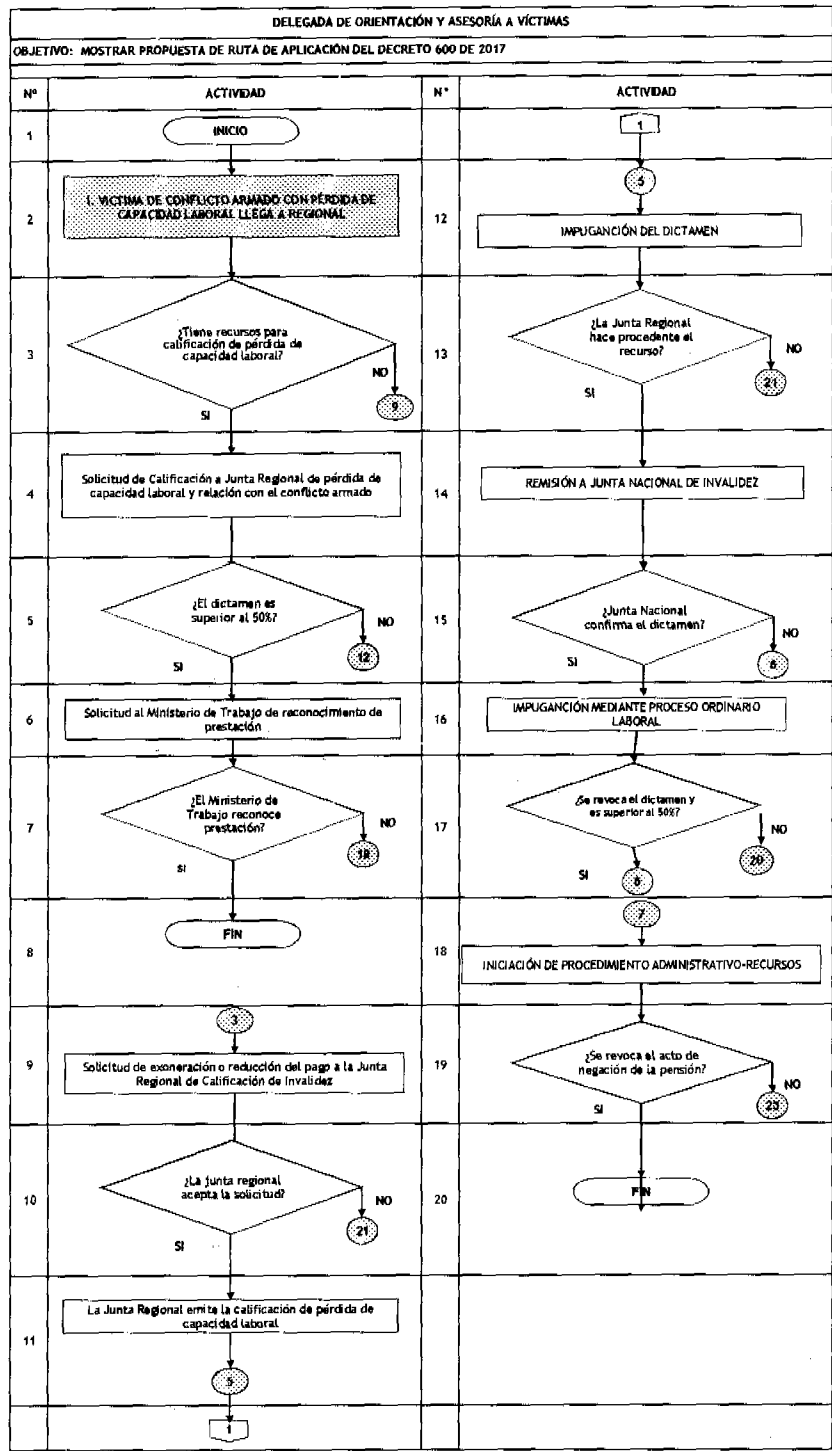 DELEGADA DE ORIENTACIÓN Y ASESORÍA A VÍCTIMAS
OBJETIVO: MOSTRAR PROPUESTA DE RUTA DE APLICACIÓN DEL DECRETO 600 DE 2017
Nº
ACTIVIDAD
1
INICIO
2
1. VICTIMA DE CONFLICTO ARMADO CON PÉRDIDA DE
CAPACIDAD LABORAL LLEGA A REGIONAL
3
¿Tiene recursos para
calificación de pérdida de
capacidad laboral?
NO
9
SI
4
Solicitud de Calificación a Junta Regional de pérdida de
capacidad laboral y relación con el conflicto armado
5
¿El dictamen es
superior al 50%?
NO
12
SI
6
Solicitud al Ministerio de Trabajo de reconocimiento de
prestación
7
¿El Ministerio de
Trabajo reconoce
prestación?
NO
18
SI
8
FIN
3
9
Solicitud de exoneración o reducción del pago a la Junta
Regional de Calificación de Invalidez
10
¿La junta regional
acepta la solicitud?
NO
21
SI
11
La Junta Regional emite la calificación de pérdida de
capacidad laboral
5
1
N°
ACTIVIDAD
1
5
12
IMPUGANCIÓN DEL DICTAMEN
13
¿La Junta Regional
hace procedente el
recurso?
NO
21
SI
14
REMISIÓN A JUNTA NACIONAL DE INVALIDEZ
15
¿Junta Nacional
confirma el dictamen?
NO
6
SI
16
IMPUGANCIÓN MEDIANTE PROCESO ORDINARIO
LABORAL
17
¿Se revoca el dictamen y
es superior al 50%?
NO
20
SI
6
7
18
INICIACIÓN DE PROCEDIMIENTO ADMINISTRATIVO-RECURSOS
19
¿Se revoca el acto de
negación de la pensión?
NO
23
SI
20
FIN